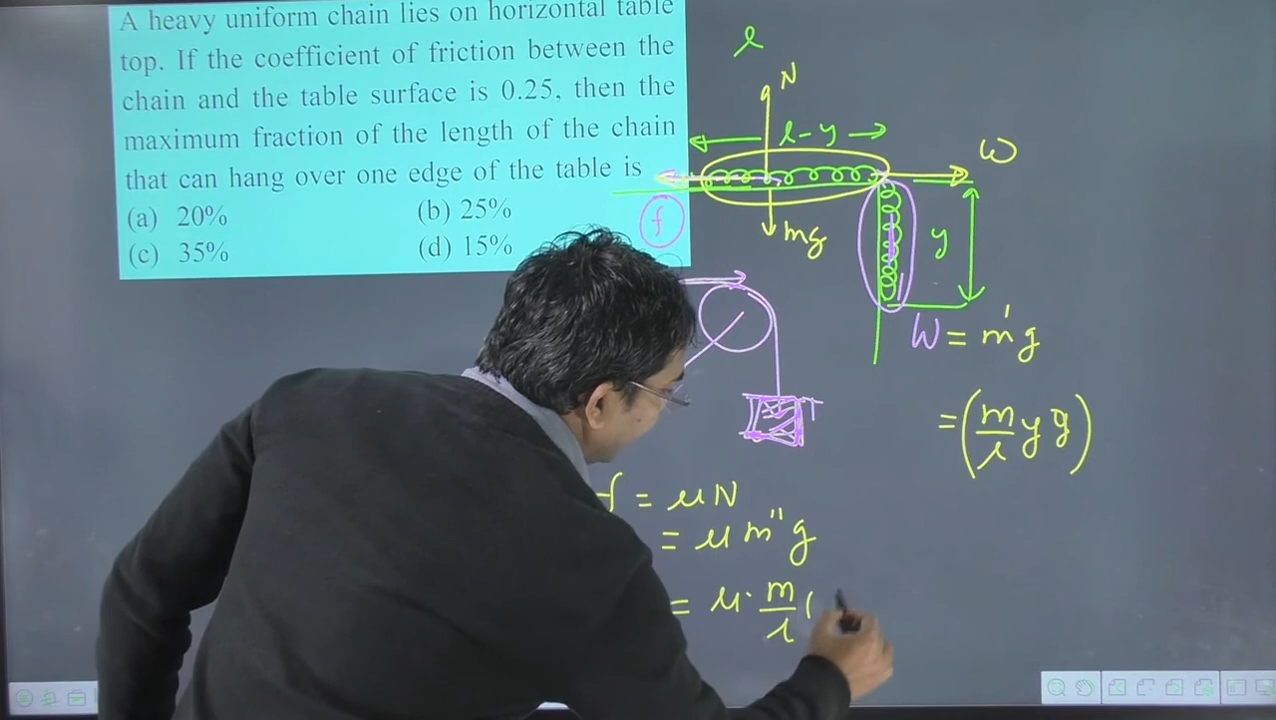 A heavy uniform chain lies on horizontal table
top. If the coefficient of friction between the
chain and the table surface is 0.25, then the
maximum fraction of the length of the chain
that can hang over one edge of the table is
(a) 20%
(b) 25%
(c) 35%
(d) 15%
l
N
l-y
W
f
mg
y
W = m'g
= (m/l y g)
f = μN
= μ m''g
= μ. m/l (